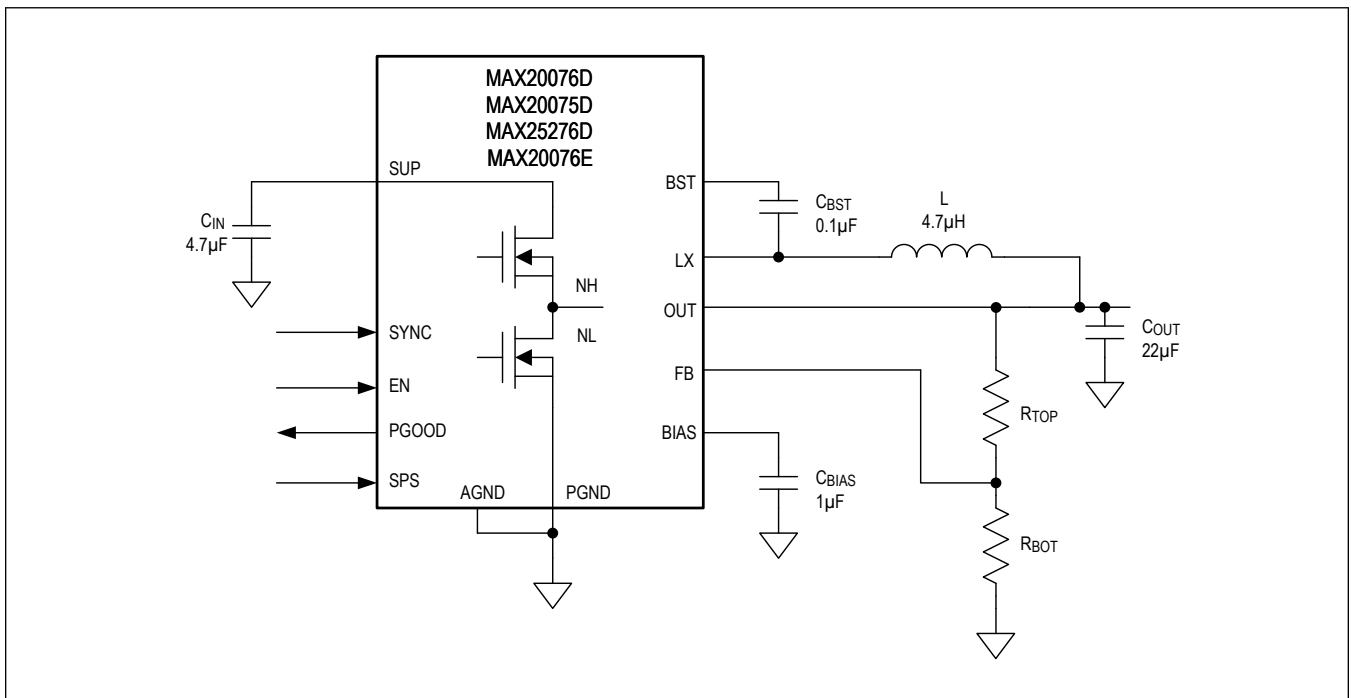 MAX20076D
MAX20075D
MAX25276D
MAX20076E
SUP
BST
CIN
4.7µF
CBST
0.1µF
L
4.7µH
LX
NH
OUT
SYNC
NL
COUT
22µF
FB
EN
RTOP
PGOOD
BIAS
SPS
AGND
PGND
CBIAS
1µF
RBOT